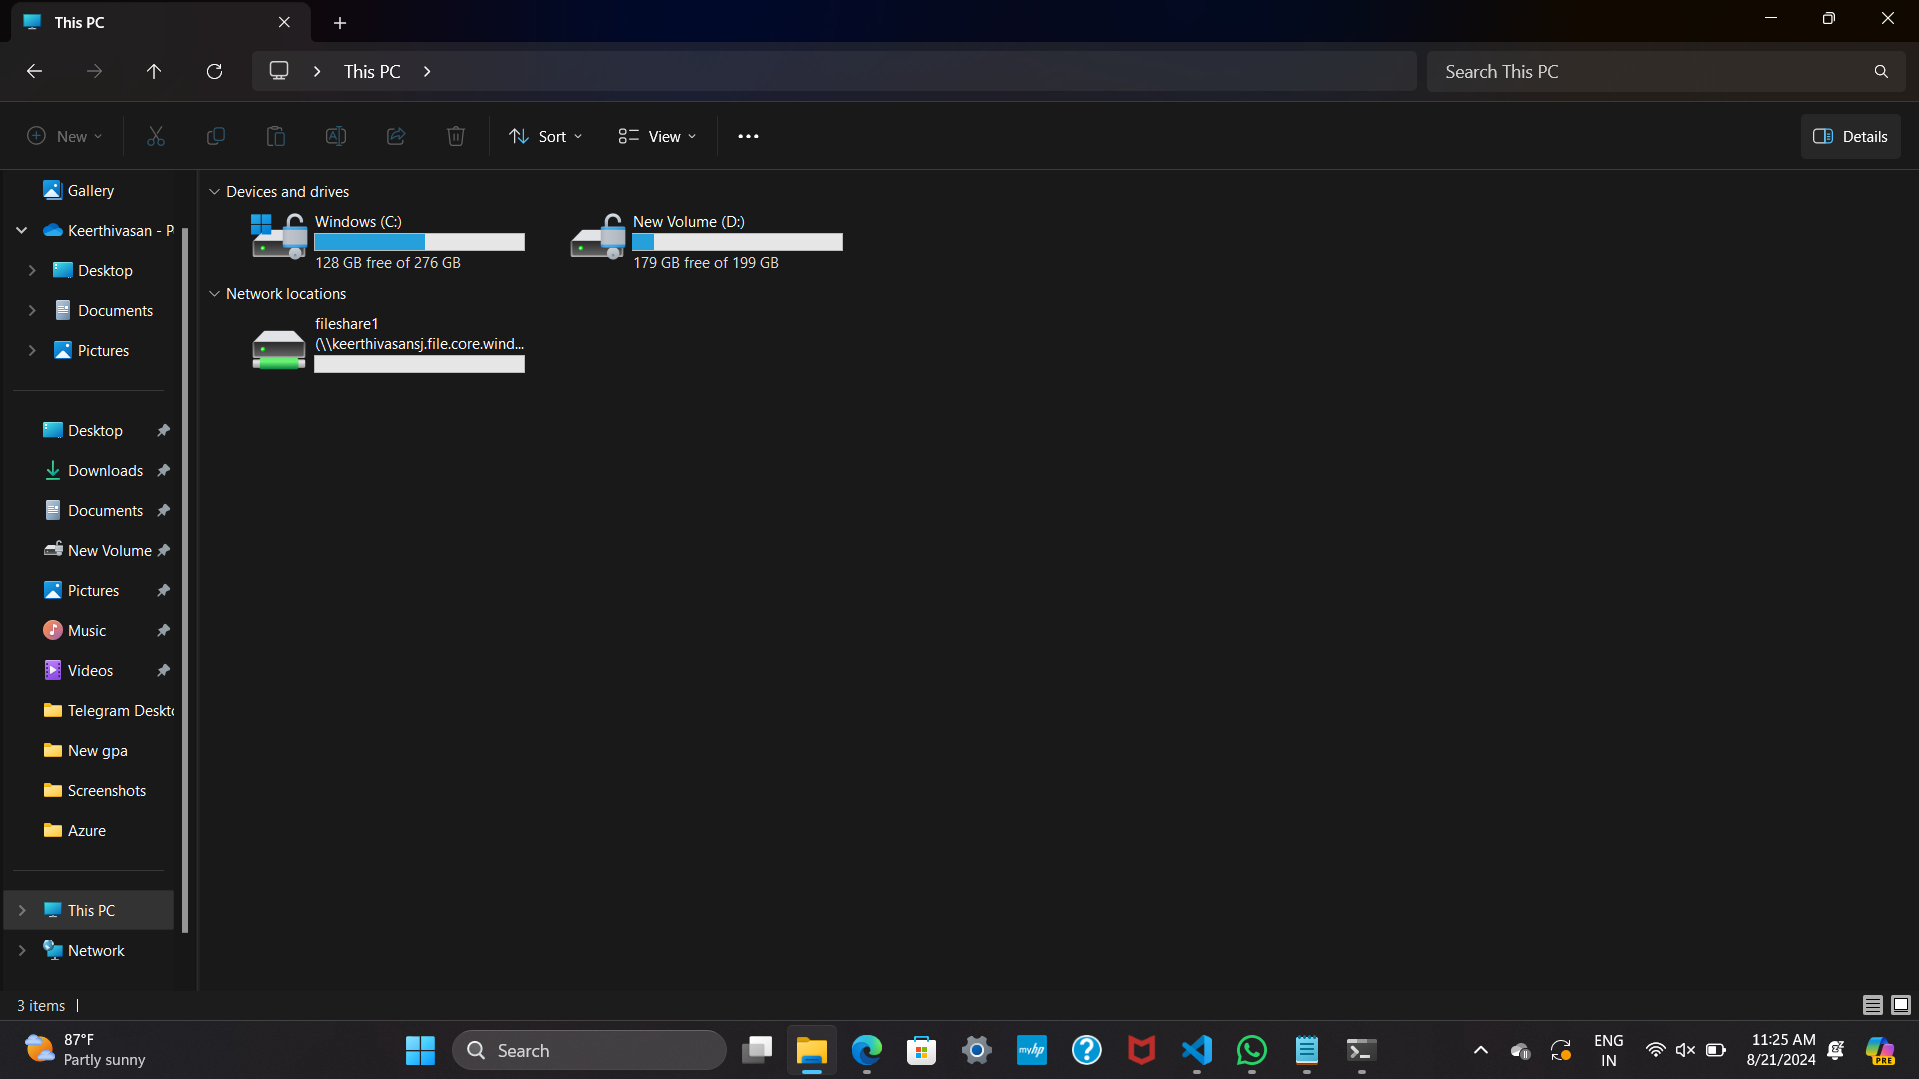 This PC
This PC
Search This PC
New
Sort
View
Details
Gallery
Keerthivasan - P
Desktop
Documents
Pictures
Desktop
Downloads
Documents
New Volume
Pictures
Music
Videos
Telegram Deskto
New gpa
Screenshots
Azure
This PC
Network
Devices and drives
Windows (C:)
128 GB free of 276 GB
New Volume (D:)
179 GB free of 199 GB
Network locations
fileshare1
(\\keerthivasansj.file.core.wind...
3 items
87°F
Partly sunny
Search
myhp
PRE
ENG
IN
11:25 AM
8/21/2024